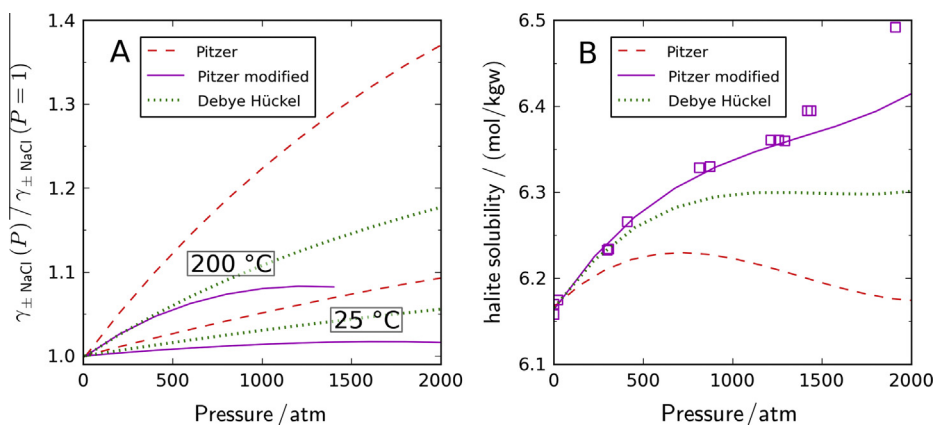 A
Pitzer
Pitzer modified
Debye Hückel
200 °C
25 °C
γ± NaCl (P) / γ± NaCl (P = 1)
1.4
1.3
1.2
1.1
1.0
0 500 1000 1500 2000
Pressure / atm
B
Pitzer
Pitzer modified
Debye Hückel
halite solubility / (mol/kgw)
6.5
6.4
6.3
6.2
6.1
0 500 1000 1500 2000
Pressure / atm